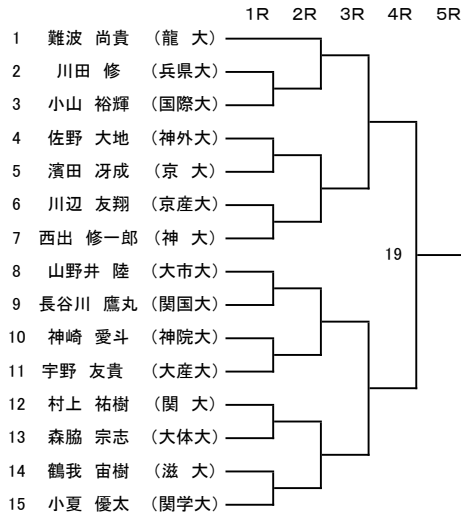 1R 2R 3R 4R 5R
1 難波 尚貴 (龍 大)
2 川田 修 (兵県大)
3 小山 裕輝 (国際大)
4 佐野 大地 (神外大)
5 濱田 冴成 (京 大)
6 川辺 友翔 (京産大)
7 西出 修一郎 (神 大)
19
8 山野井 陸 (大市大)
9 長谷川 鷹丸 (関国大)
10 神崎 愛斗 (神院大)
11 宇野 友貴 (大産大)
12 村上 祐樹 (関 大)
13 森脇 宗志 (大体大)
14 鶴我 宙樹 (滋 大)
15 小夏 優太 (関学大)